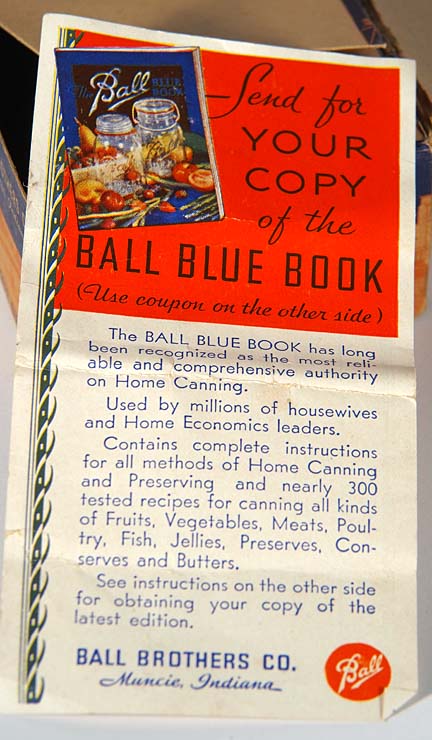 The Ball BLUE BOOK
Send for
YOUR
COPY
of the
BALL BLUE BOOK
(Use coupon on the other side)
The BALL BLUE BOOK has long
been recognized as the most reli-
able and comprehensive authority
on Home Canning.
Used by millions of housewives
and Home Economics leaders.
Contains complete instructions
for all methods of Home Canning
and Preserving and nearly 300
tested recipes for canning all kinds
of Fruits, Vegetables, Meats, Poul-
try, Fish, Jellies, Preserves, Con-
serves and Butters.
See instructions on the other side
for obtaining your copy of the
latest edition.
BALL BROTHERS CO.
Muncie, Indiana
Ball